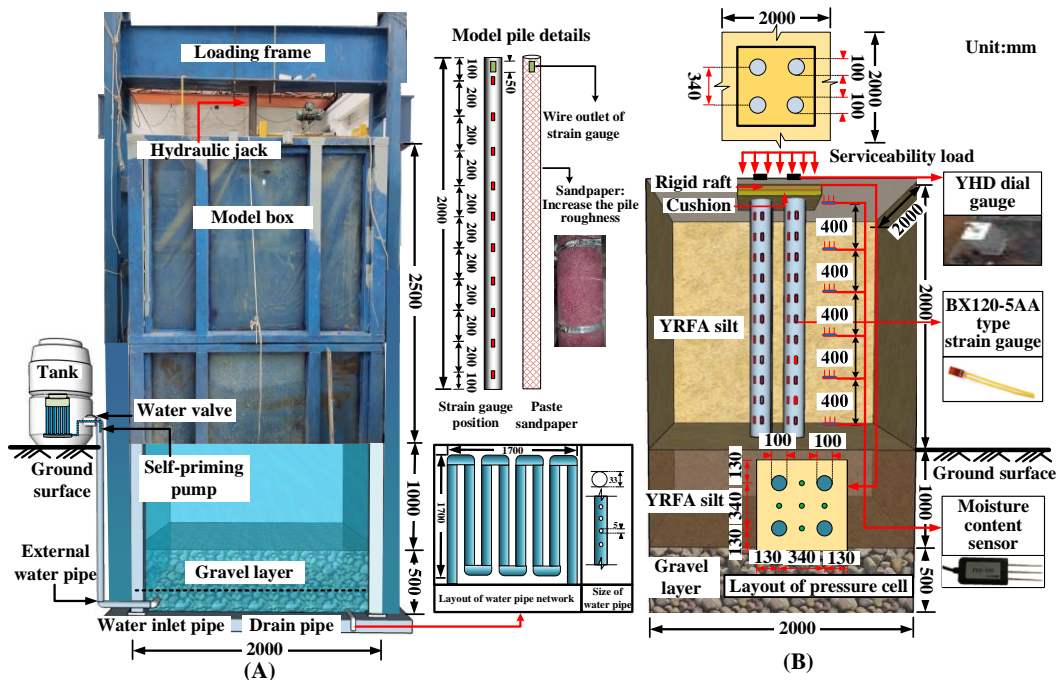 Loading frame
Hydraulic jack
Model box
2500
Tank
Water valve
Self-priming
pump
Ground
surface
External
water pipe
Gravel layer
Water inlet pipe
Drain pipe
1000
500
2000
(A)
Model pile details
100
200
200
200
200
200
200
200
200
200
100
2000
50
Wire outlet of
strain gauge
Sandpaper:
Increase the pile
roughness
Strain gauge
position
Paste
sandpaper
1700
1700
33
5
Layout of water pipe network
Size of
water pipe
Unit:mm
2000
2000
340
100
100
Serviceability load
Rigid raft
Cushion
YRFA silt
400
400
400
400
400
2000
2000
YHD dial
gauge
BX120-5AA
type
strain gauge
Ground surface
Moisture content
sensor
YRFA silt
100
100
130
340
130
130
340
130
Layout of pressure cell
Gravel
layer
1000
500
2000
(B)